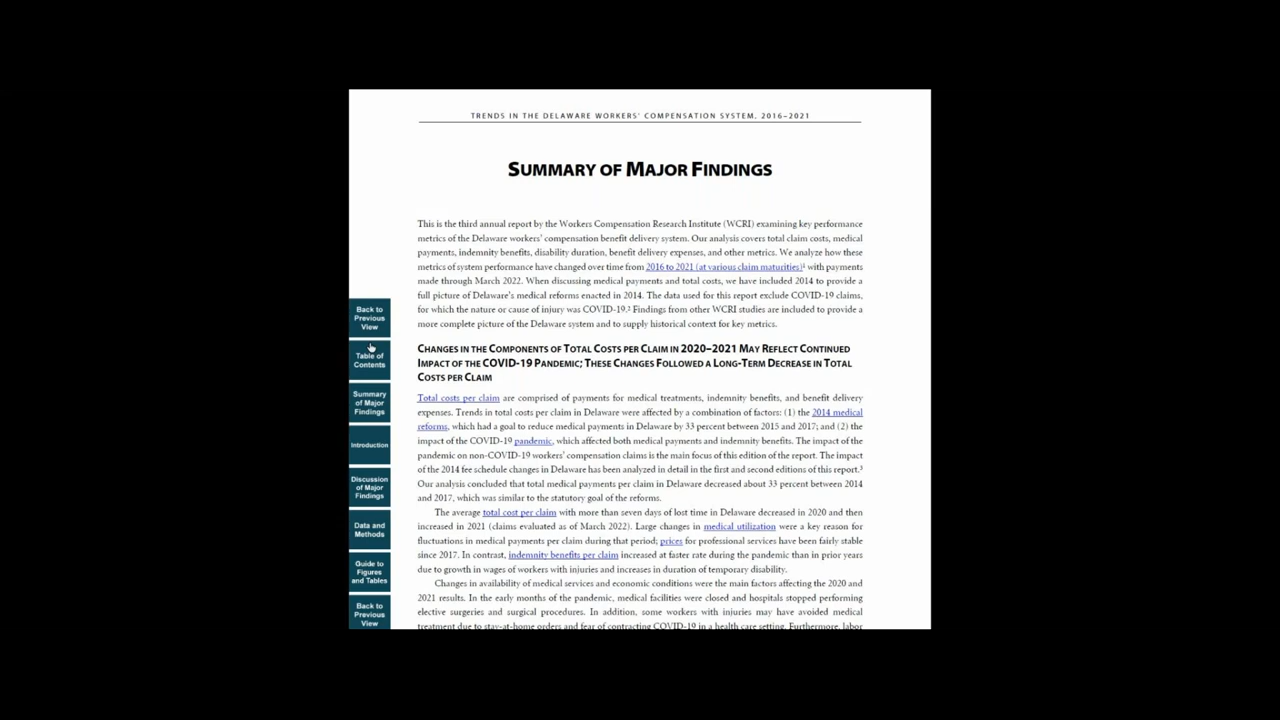 TRENDS IN THE DELAWARE WORKERS' COMPENSATION SYSTEM, 2016–2021
SUMMARY OF MAJOR FINDINGS
This is the third annual report by the Workers Compensation Research Institute (WCRI) examining key performance
metrics of the Delaware workers' compensation benefit delivery system. Our analysis covers total claim costs, medical
payments, indemnity benefits, disability duration, benefit delivery expenses, and other metrics. We analyze how these
metrics of system performance have changed over time from 2016 to 2021 (at various claim maturities)¹ with payments
made through March 2022. When discussing medical payments and total costs, we have included 2014 to provide a
full picture of Delaware's medical reforms enacted in 2014. The data used for this report exclude COVID-19 claims,
for which the nature or cause of injury was COVID-19.² Findings from other WCRI studies are included to provide a
more complete picture of the Delaware system and to supply historical context for key metrics.
CHANGES IN THE COMPONENTS OF TOTAL COSTS PER CLAIM IN 2020–2021 MAY REFLECT CONTINUED
IMPACT OF THE COVID-19 PANDEMIC; THESE CHANGES FOLLOWED A LONG-TERM DECREASE IN TOTAL
COSTS PER CLAIM
Total costs per claim are comprised of payments for medical treatments, indemnity benefits, and benefit delivery
expenses. Trends in total costs per claim in Delaware were affected by a combination of factors: (1) the 2014 medical
reforms, which had a goal to reduce medical payments in Delaware by 33 percent between 2015 and 2017; and (2) the
impact of the COVID-19 pandemic, which affected both medical payments and indemnity benefits. The impact of the
pandemic on non-COVID-19 workers' compensation claims is the main focus of this edition of the report. The impact
of the 2014 fee schedule changes in Delaware has been analyzed in detail in the first and second editions of this report.³
Our analysis concluded that total medical payments per claim in Delaware decreased about 33 percent between 2014
and 2017, which was similar to the statutory goal of the reforms.
The average total cost per claim with more than seven days of lost time in Delaware decreased in 2020 and then
increased in 2021 (claims evaluated as of March 2022). Large changes in medical utilization were a key reason for
fluctuations in medical payments per claim during that period; prices for professional services have been fairly stable
since 2017. In contrast, indemnity benefits per claim increased at faster rate during the pandemic than in prior years
due to growth in wages of workers with injuries and increases in duration of temporary disability.
Changes in availability of medical services and economic conditions were the main factors affecting the 2020 and
2021 results. In the early months of the pandemic, medical facilities were closed and hospitals stopped performing
elective surgeries and surgical procedures. In addition, some workers with injuries may have avoided medical
treatment due to stay-at-home orders and fear of contracting COVID-19 in a health care setting. Furthermore, labor
Back to
Previous
View
Table of
Contents
Summary
of Major
Findings
Introduction
Discussion
of Major
Findings
Data and
Methods
Guide to
Figures
and Tables
Back to
Previous
View